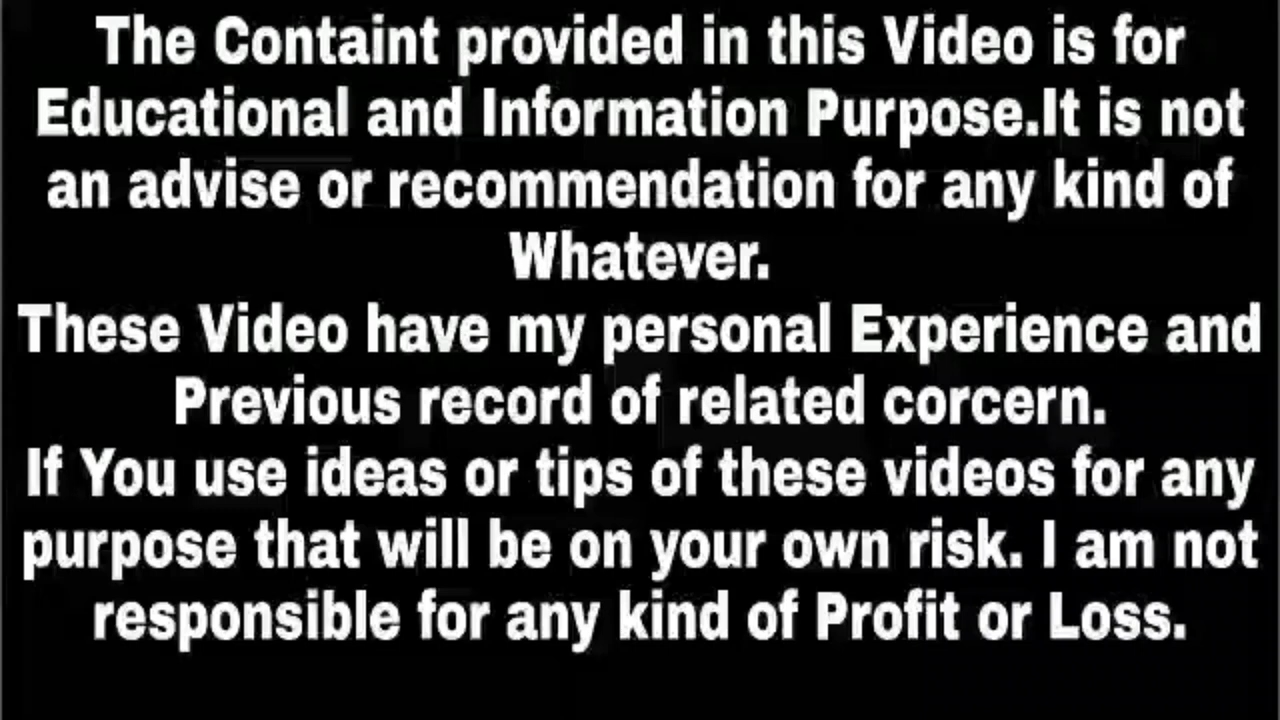 The Containt provided in this Video is for
Educational and Information Purpose.It is not
an advise or recommendation for any kind of
Whatever.
These Video have my personal Experience and
Previous record of related corcern.
If You use ideas or tips of these videos for any
purpose that will be on your own risk. I am not
responsible for any kind of Profit or Loss.